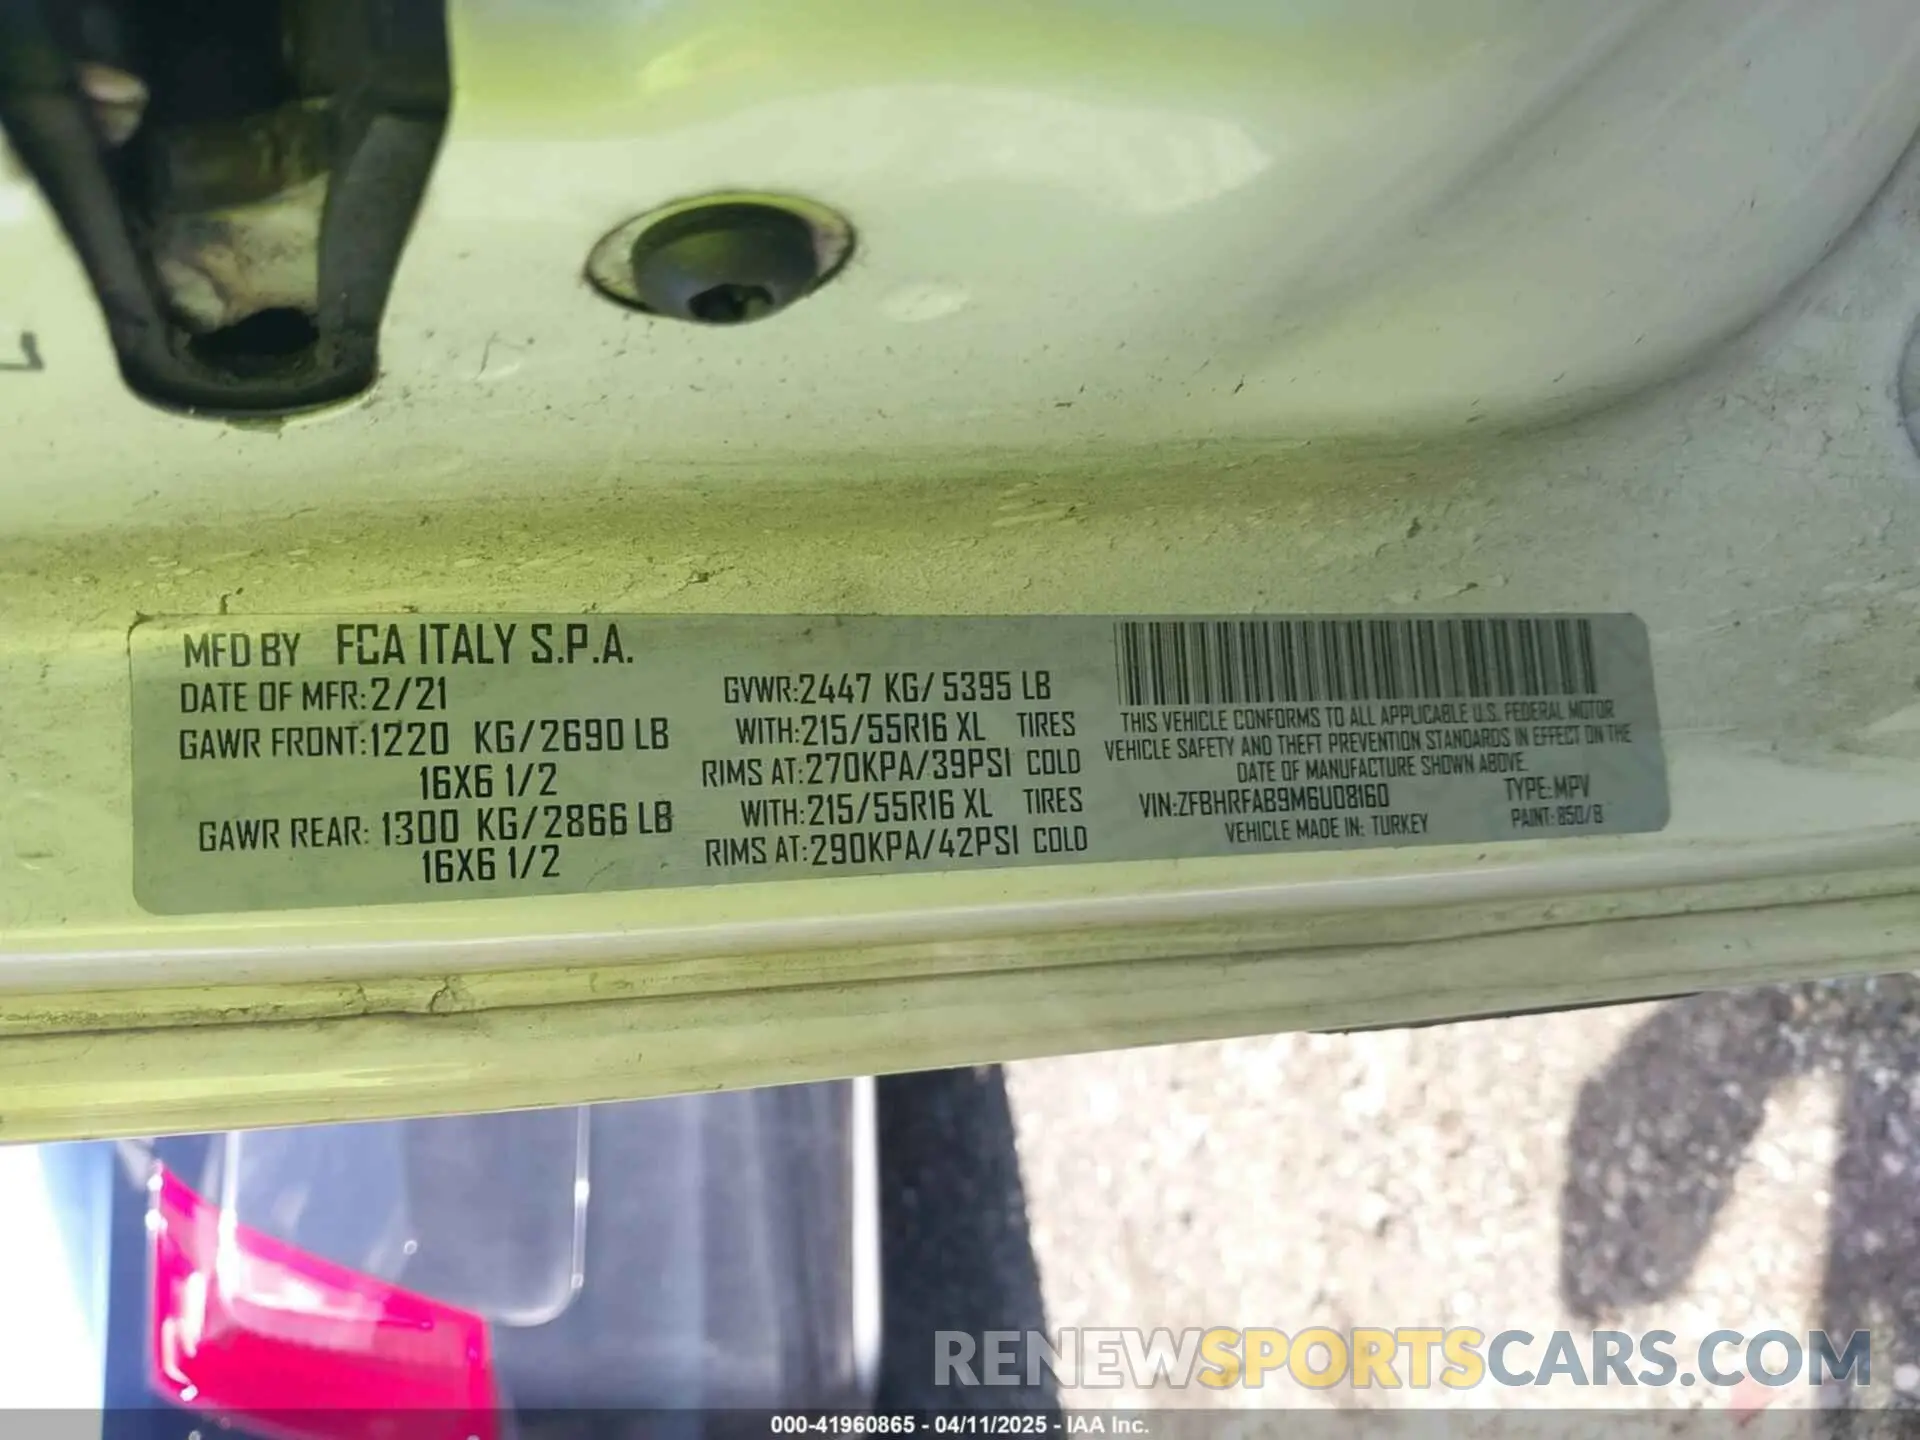 MFD BY FCA ITALY S.P.A.
DATE OF MFR:2/21
GAWR FRONT:1220 KG/2690 LB
16X6 1/2
GAWR REAR: 1300 KG/2866 LB
16X6 1/2
GVWR:2447 KG/5395 LB
WITH:215/55R16 XL TIRES
RIMS AT:270KPA/39PSI COLD
WITH:215/55R16 XL TIRES
RIMS AT:290KPA/42PSI COLD
THIS VEHICLE CONFORMS TO ALL APPLICABLE U.S. FEDERAL MOTOR
VEHICLE SAFETY AND THEFT PREVENTION STANDARDS IN EFFECT ON THE
DATE OF MANUFACTURE SHOWN ABOVE.
VIN:ZFBHRFAB9M6U08160 TYPE:MPV
VEHICLE MADE IN: TURKEY PAINT: 850/B
RENEWSPORTSCARS.COM
000-41960865 - 04/11/2025 - IAA Inc.